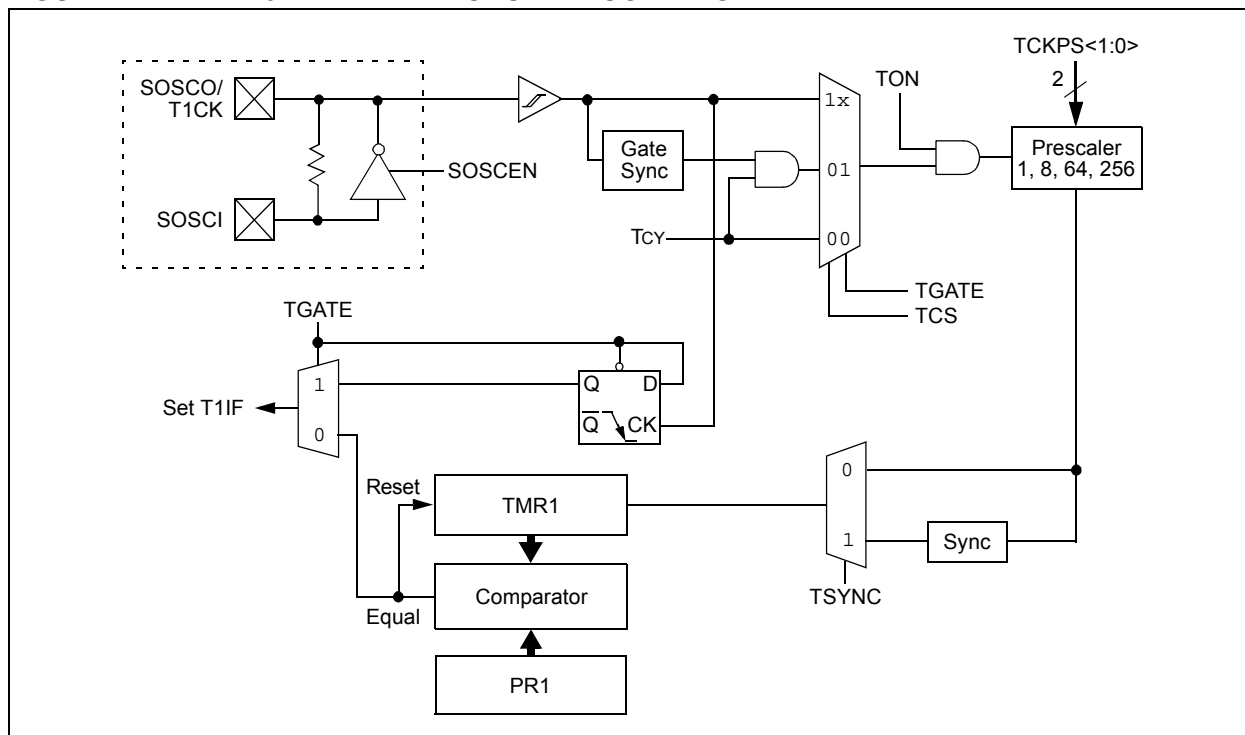 TCKPS<1:0>
SOSCO/
T1CK
TON
2
1x
Prescaler
1, 8, 64, 256
Gate
Sync
SOSCEN
01
SOSCI
TCY
00
TGATE
TCS
TGATE
1
Q
D
Set T1IF
Q
CK
0
0
Reset
TMR1
1
Sync
Comparator
TSYNC
Equal
PR1